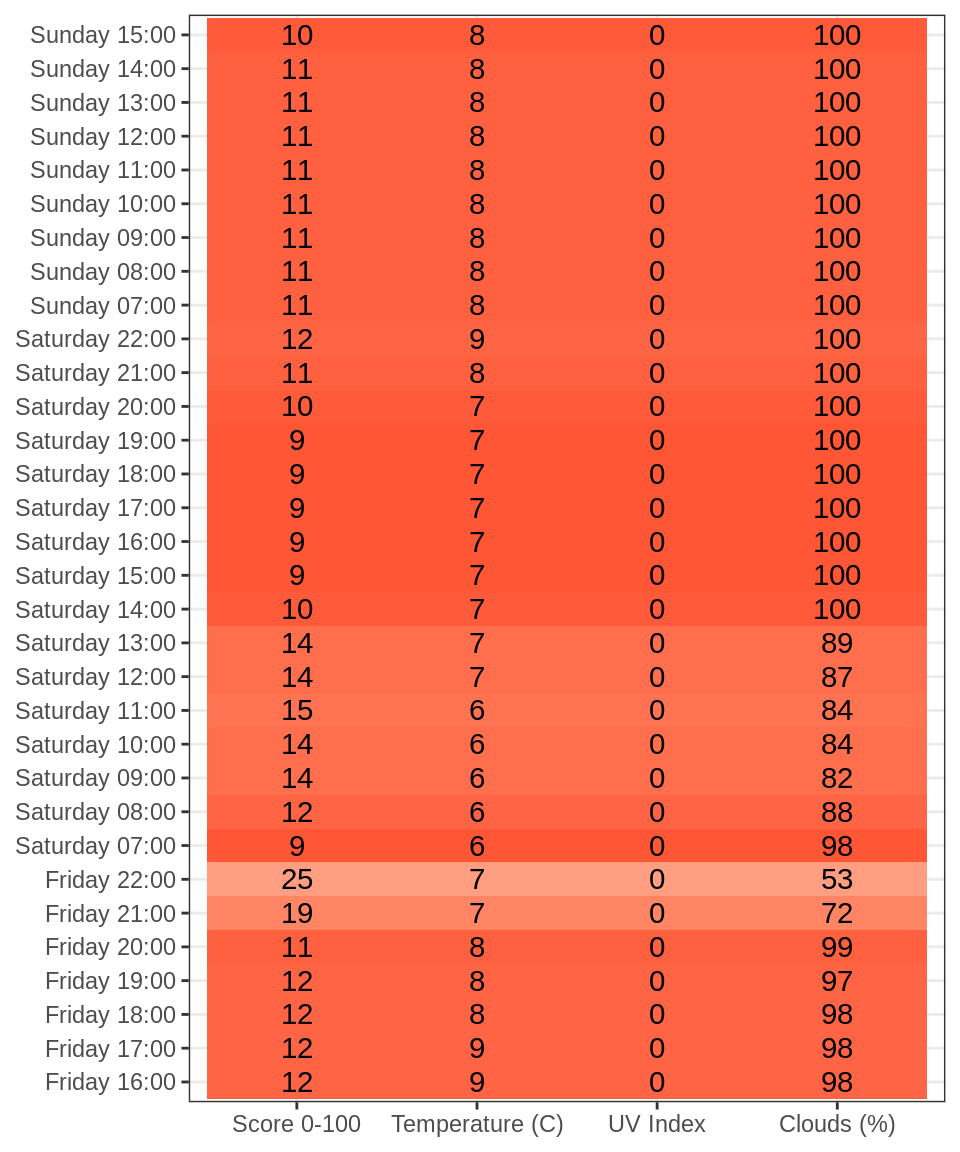 Sunday 15:00 10 8 0 100
Sunday 14:00 11 8 0 100
Sunday 13:00 11 8 0 100
Sunday 12:00 11 8 0 100
Sunday 11:00 11 8 0 100
Sunday 10:00 11 8 0 100
Sunday 09:00 11 8 0 100
Sunday 08:00 11 8 0 100
Sunday 07:00 11 8 0 100
Saturday 22:00 12 9 0 100
Saturday 21:00 11 8 0 100
Saturday 20:00 10 7 0 100
Saturday 19:00 9 7 0 100
Saturday 18:00 9 7 0 100
Saturday 17:00 9 7 0 100
Saturday 16:00 9 7 0 100
Saturday 15:00 9 7 0 100
Saturday 14:00 10 7 0 100
Saturday 13:00 14 7 0 89
Saturday 12:00 14 7 0 87
Saturday 11:00 15 6 0 84
Saturday 10:00 14 6 0 84
Saturday 09:00 14 6 0 82
Saturday 08:00 12 6 0 88
Saturday 07:00 9 6 0 98
Friday 22:00 25 7 0 53
Friday 21:00 19 7 0 72
Friday 20:00 11 8 0 99
Friday 19:00 12 8 0 97
Friday 18:00 12 8 0 98
Friday 17:00 12 9 0 98
Friday 16:00 12 9 0 98
Score 0-100 Temperature (C) UV Index Clouds (%)